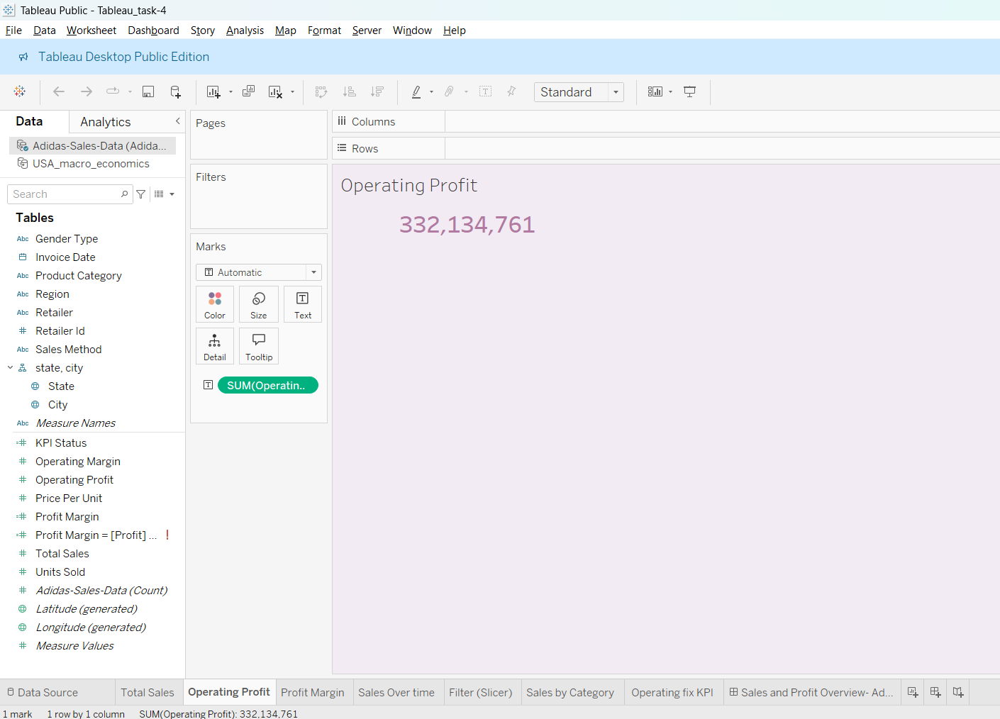 Tableau Public - Tableau_task-4
File Data Worksheet Dashboard Story Analysis Map Format Server Window Help
Tableau Desktop Public Edition
Standard
Data Analytics
Adidas-Sales-Data (Adida...
USA_macro_economics
Search
Tables
Abc Gender Type
Invoice Date
Abc Product Category
Abc Region
Abc Retailer
# Retailer Id
Abc Sales Method
state, city
State
City
Abc Measure Names
=# KPI Status
# Operating Margin
# Operating Profit
# Price Per Unit
=# Profit Margin
=# Profit Margin = [Profit] ... !
# Total Sales
# Units Sold
# Adidas-Sales-Data (Count)
Latitude (generated)
Longitude (generated)
# Measure Values
Pages
Filters
Marks
T Automatic
Color Size Text
Detail Tooltip
T SUM(Operatin..
Columns
Rows
Operating Profit
332,134,761
Data Source Total Sales Operating Profit Profit Margin Sales Over time Filter (Slicer) Sales by Category Operating fix KPI Sales and Profit Overview- Ad...
1 mark 1 row by 1 column SUM(Operating Profit): 332,134,761